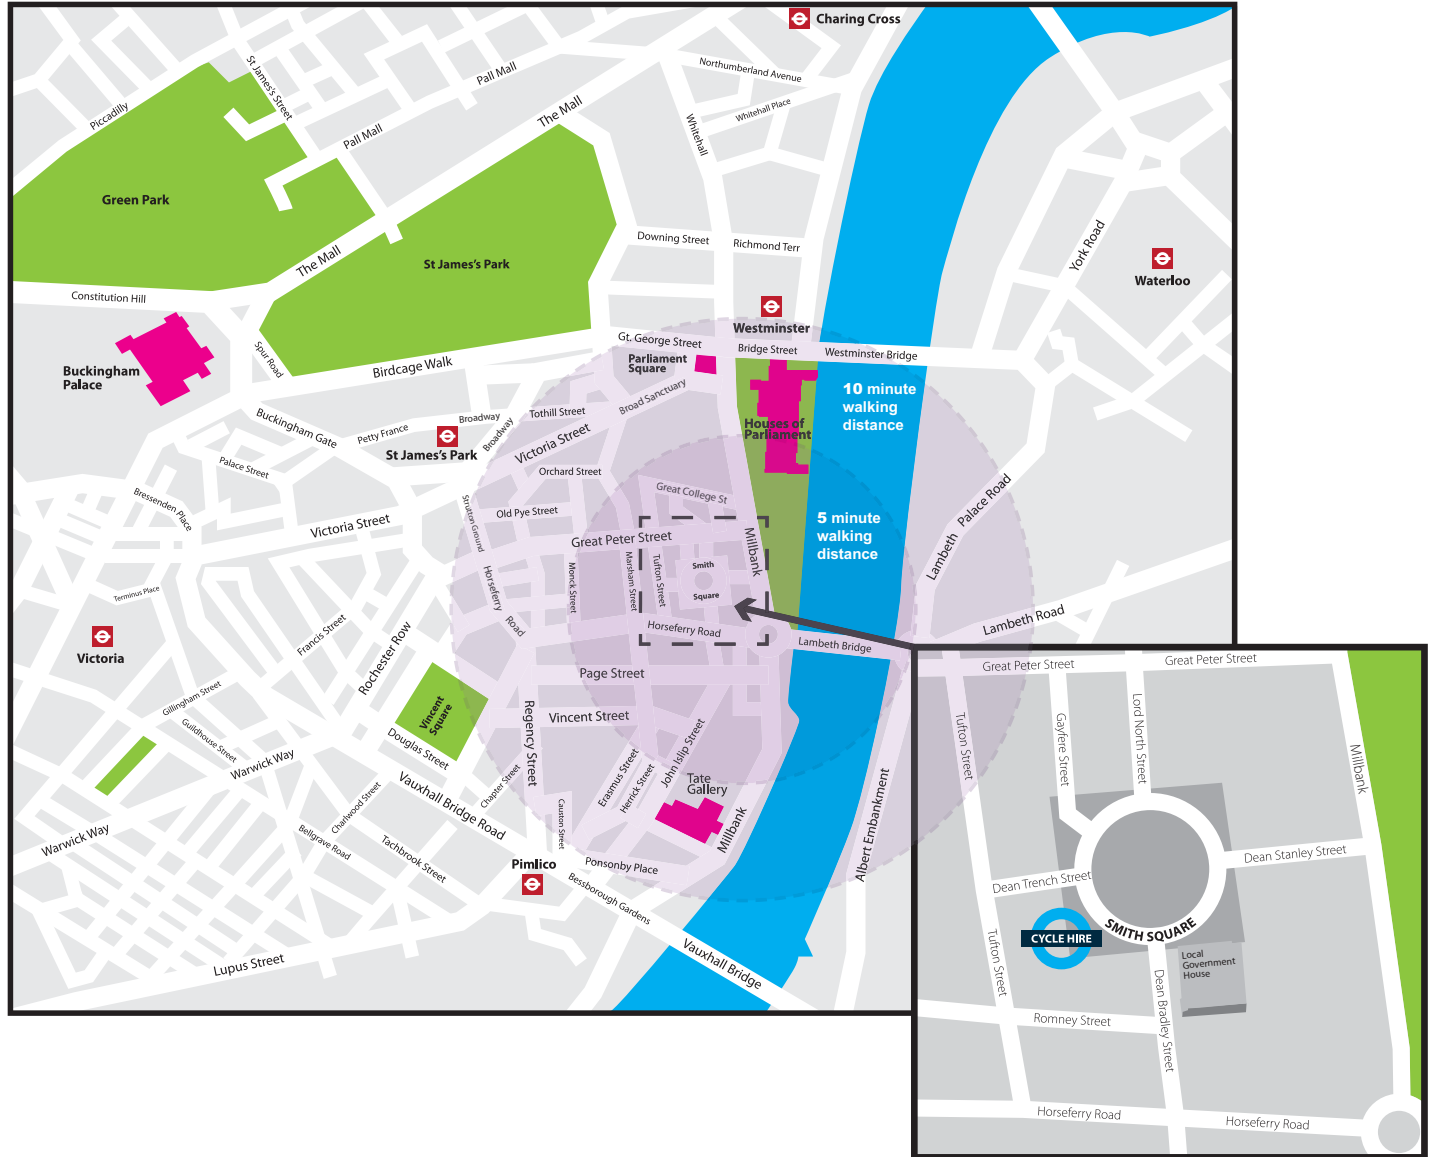 Charing Cross
St James's Street
Pall Mall
Northumberland Avenue
Piccadilly
The Mall
Whitehall Place
Whitehall
Pall Mall
Green Park
York Road
Downing Street
Richmond Terr
The Mall
St James's Park
Waterloo
Constitution Hill
Westminster
Gt. George Street
Bridge Street
Westminster Bridge
Spur Road
Parliament
Square
Birdcage Walk
Buckingham
Palace
10 minute
walking
distance
Broad Sanctuary
Tothill Street
Buckingham Gate
Broadway
Petty France
Broadway
Victoria Street
Houses of
Parliament
St James's Park
Palace Street
Orchard Street
Great College St
Bressenden Place
Strutton Ground
Old Pye Street
Palace Road
Victoria Street
5 minute
walking
distance
Great Peter Street
Millbank
Lambeth
Smith
Square
Monck Street
Marsham Street
Tufton Street
Horseferry
Road
Terminus Place
Francis Street
Horseferry Road
Lambeth Road
Lambeth Bridge
Victoria
Rochester Row
Page Street
Gillingham Street
Vincent
Square
Vincent Street
Regency Street
Guildhouse Street
Douglas Street
John Islip Street
Warwick Way
Erasmus Street
Herrick Street
Chapter Street
Tate
Gallery
Vauxhall Bridge Road
Charlwood Street
Causton Street
Millbank
Albert Embankment
Warwick Way
Bellgrave Road
Tachbrook Street
Pimlico
Ponsonby Place
Bessborough Gardens
Lupus Street
Vauxhall Bridge
Great Peter Street
Great Peter Street
Lord North Street
Gayfere Street
Tufton Street
Millbank
Dean Stanley Street
Dean Trench Street
SMITH SQUARE
CYCLE HIRE
Tufton Street
Local
Government
House
Dean Bradley Street
Romney Street
Horseferry Road
Horseferry Road